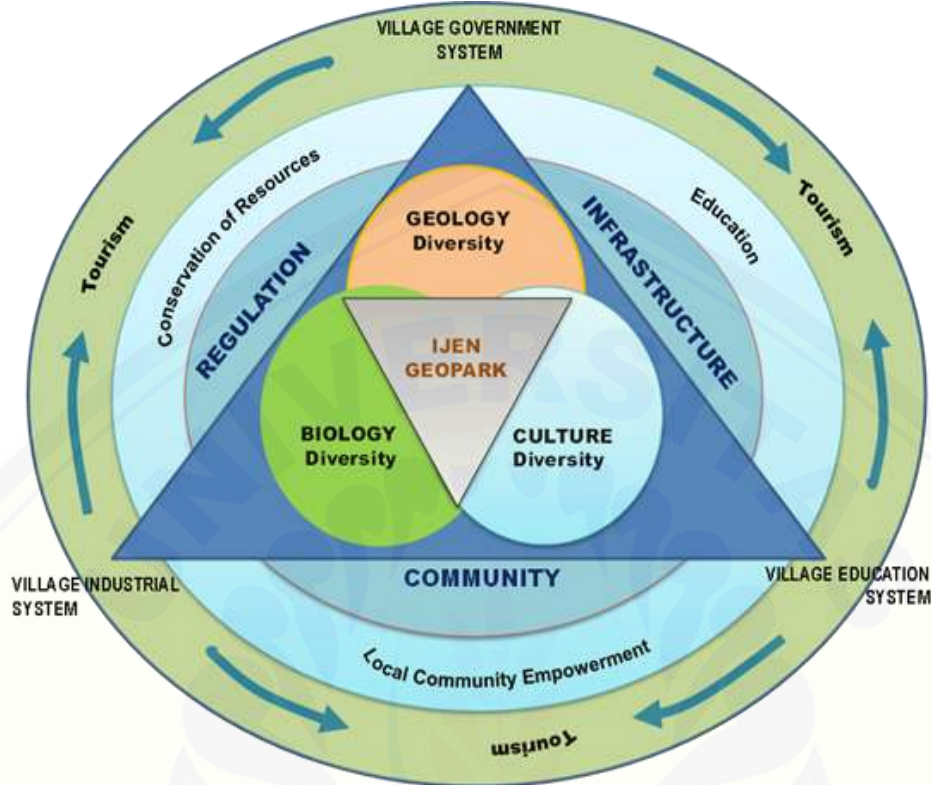 VILLAGE GOVERNMENT
SYSTEM
Tourism
Conservation of Resources
Education
Tourism
REGULATION
INFRASTRUCTURE
GEOLOGY
Diversity
IJEN
GEOPARK
BIOLOGY
Diversity
CULTURE
Diversity
COMMUNITY
VILLAGE INDUSTRIAL
SYSTEM
VILLAGE EDUCATION
SYSTEM
Local Community Empowerment
Tourism
UNIVERSITAS